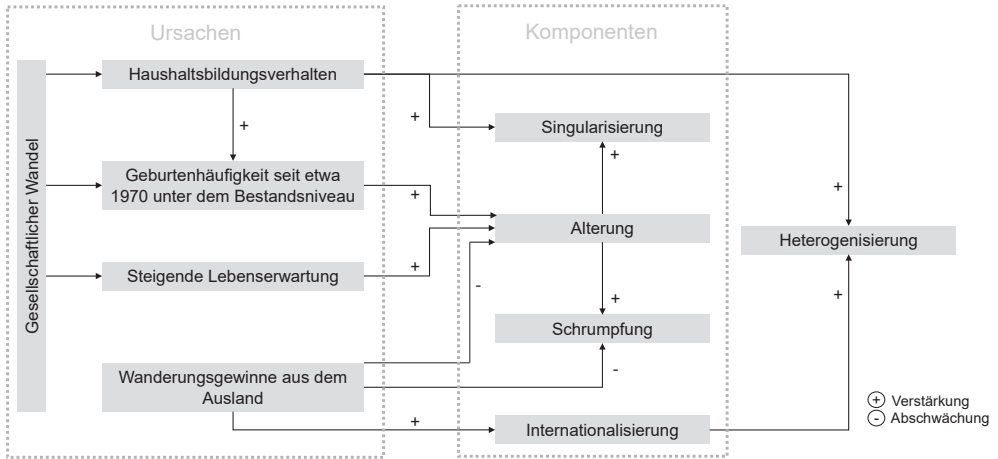 Ursachen
Komponenten
Gesellschaftlicher Wandel
Haushaltsbildungsverhalten
+
+
+
Singularisierung
+
Geburtenhäufigkeit seit etwa
1970 unter dem Bestandsniveau
+
+
Alterung
Heterogenisierung
Steigende Lebenserwartung
+
-
+
+
Schrumpfung
Wanderungsgewinne aus dem
Ausland
-
+
Internationalisierung
+ Verstärkung
- Abschwächung